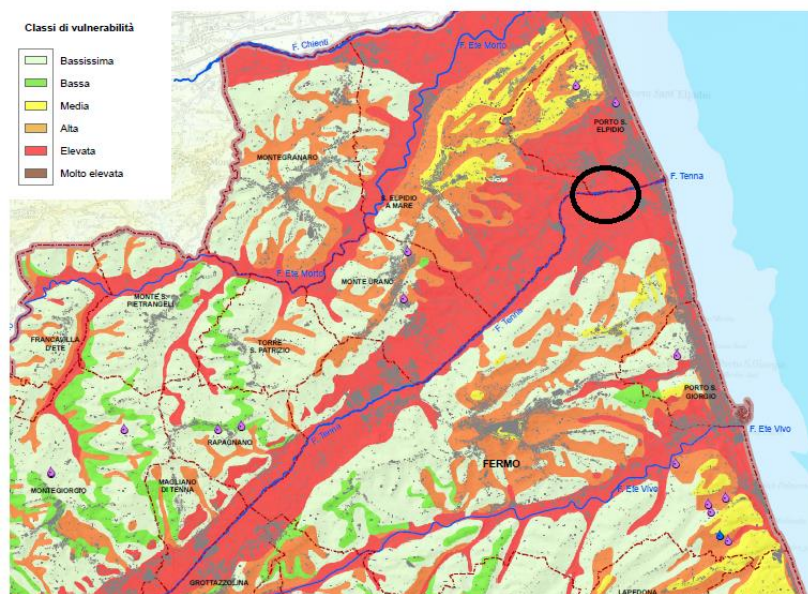 Classi di vulnerabilità
Bassissima
Bassa
Media
Alta
Elevata
Molto elevata
F. Chienti
F. Ete Morto
PORTO S.
ELPIDIO
MONTEGRANARO
F. Tenna
S. ELPIDIO
A MARE
F. Ete Morto
MONTE URANO
MONTE S.
PIETRANGELI
F. Tenna
FRANCAVILLA
D'ETE
TORRE
S. PATRIZIO
PORTO S.
GIORGIO
F. Tenna
F. Ete Vivo
RAPAGNANO
FERMO
MAGLIANO
DI TENNA
MONTEGIORGIO
F. Ete Vivo
GROTTAZZOLINA
LAPEDONA